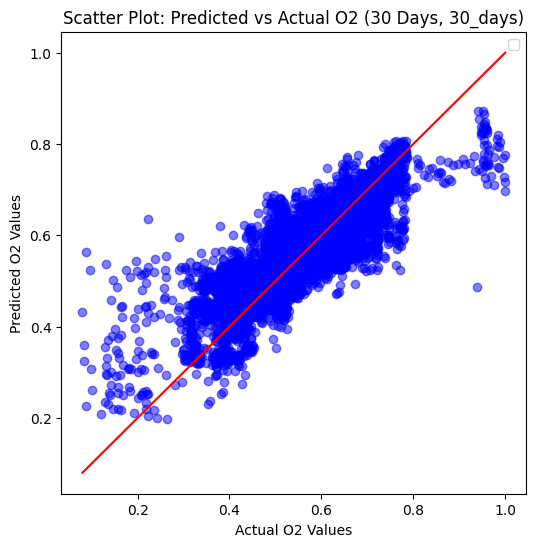 Scatter Plot: Predicted vs Actual O2 (30 Days, 30_days)
1.0
0.8
0.6
0.4
0.2
Predicted O2 Values
0.2 0.4 0.6 0.8 1.0
Actual O2 Values